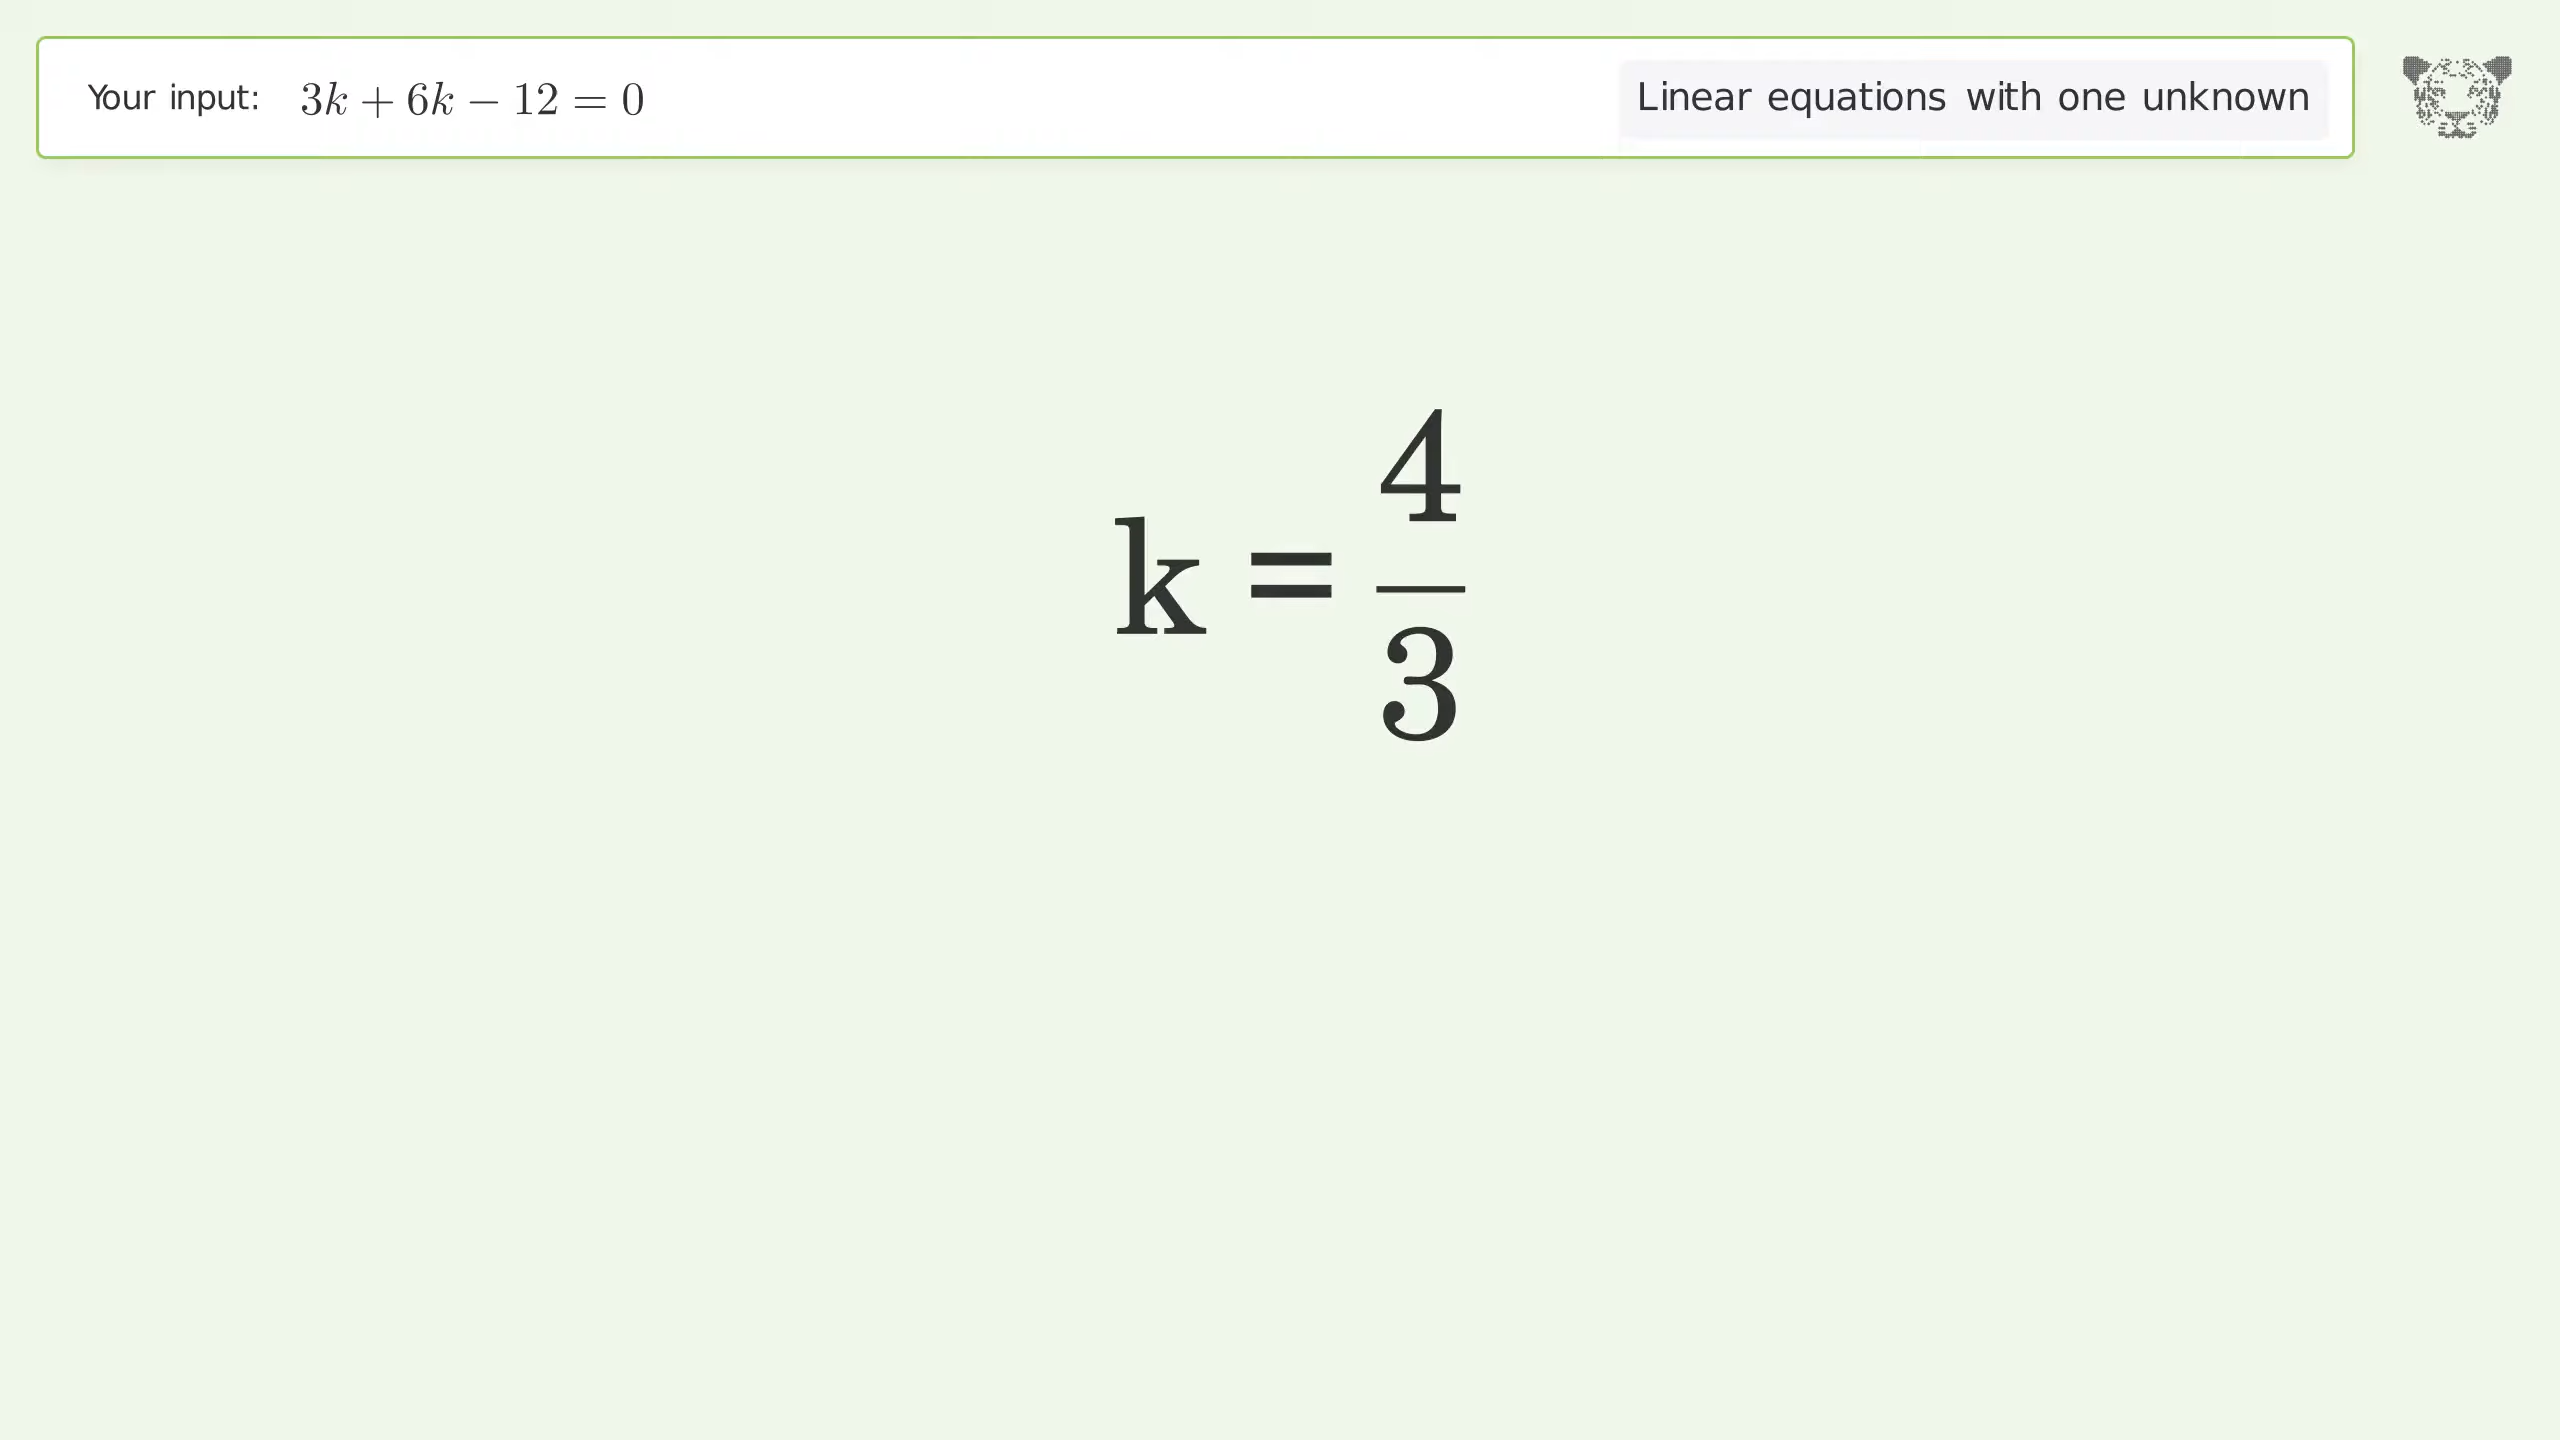 Your input: 3k + 6k − 12 = 0
Linear equations with one unknown
k = 4/3